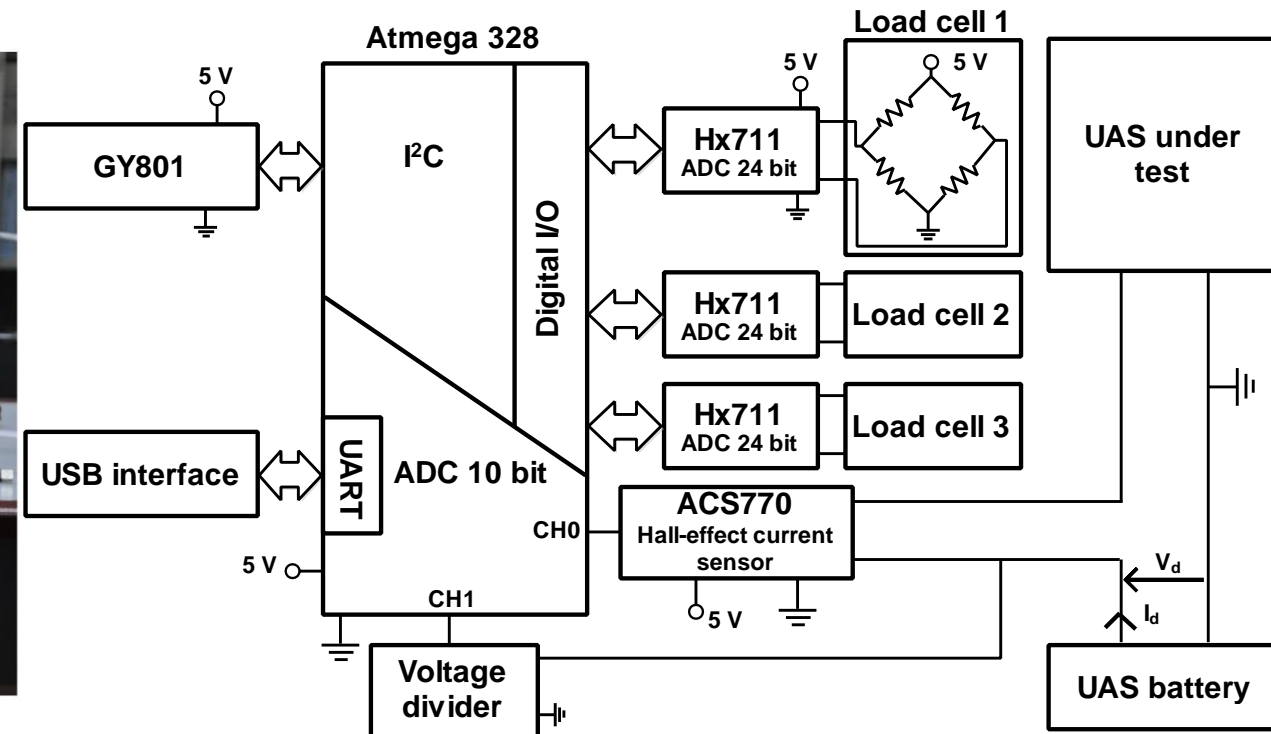 Load cell 1
Atmega 328
5 V
5 V
5 V
GY801
I²C
Hx711
ADC 24 bit
UAS under
test
Digital I/O
Hx711
ADC 24 bit
Load cell 2
Hx711
ADC 24 bit
Load cell 3
USB interface
UART
ADC 10 bit
ACS770
Hall-effect current
sensor
CH0
5 V
CH1
5 V
Vd
Id
Voltage
divider
UAS battery